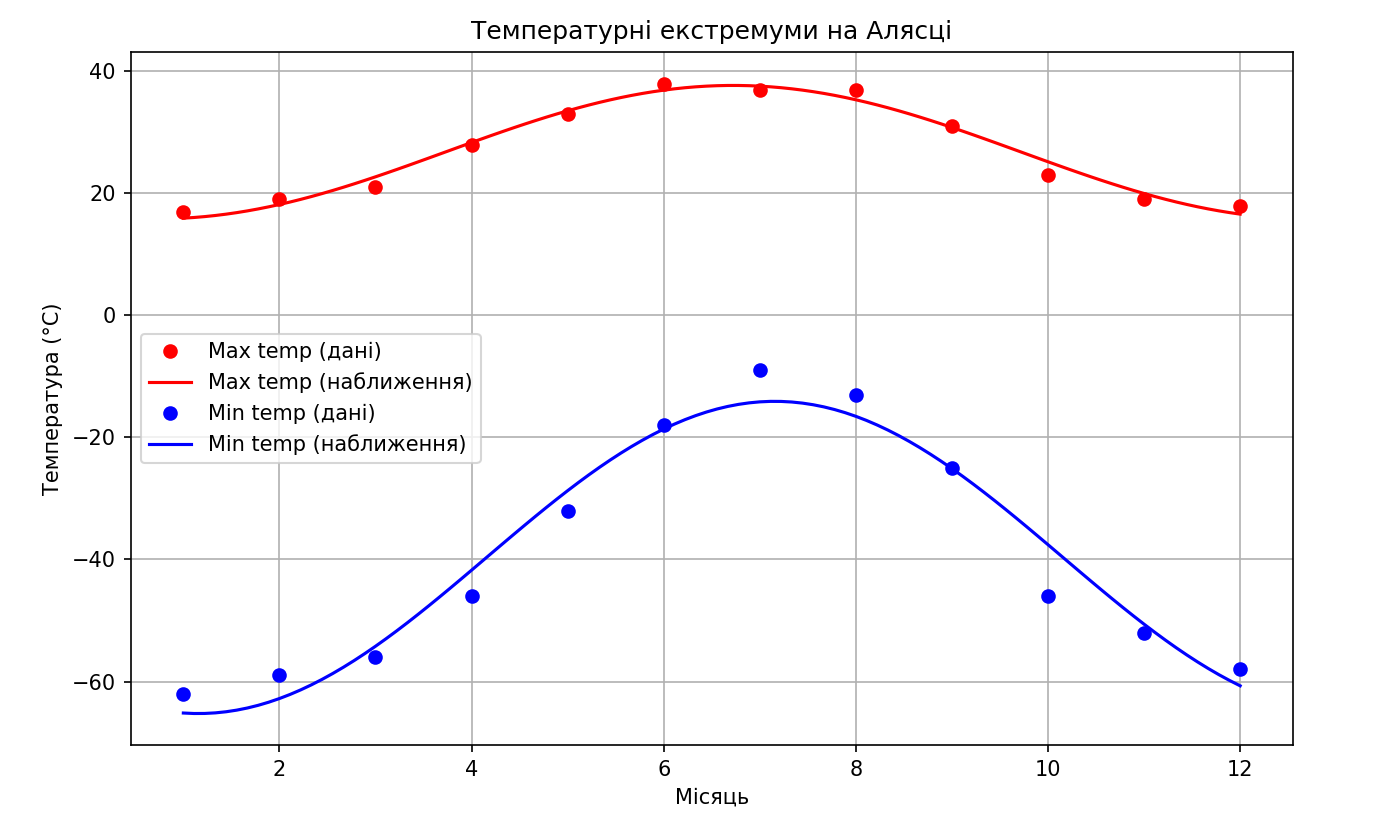 Температурні екстремуми на Алясці
Температура (°C)
40
20
0
−20
−40
−60
Max temp (дані)
Max temp (наближення)
Min temp (дані)
Min temp (наближення)
2 4 6 8 10 12
Місяць